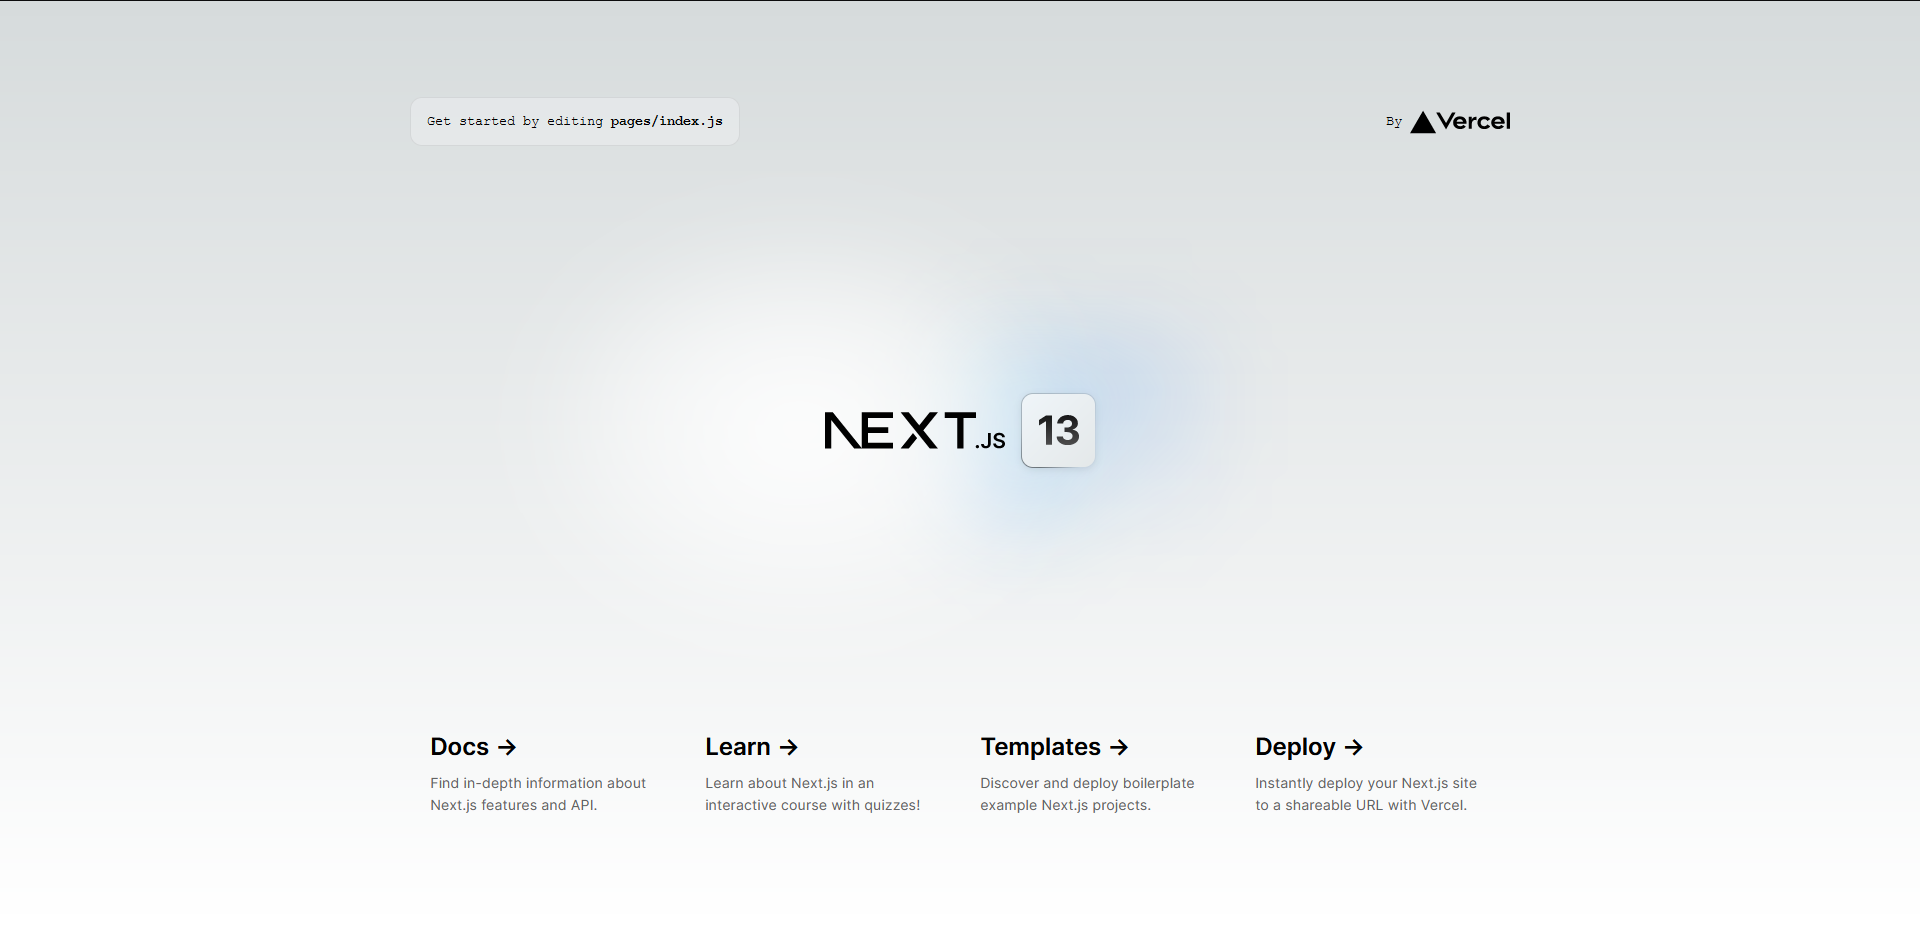 Get started by editing pages/index.js
By Vercel
NEXT.JS 13
Docs →
Find in-depth information about
Next.js features and API.
Learn →
Learn about Next.js in an
interactive course with quizzes!
Templates →
Discover and deploy boilerplate
example Next.js projects.
Deploy →
Instantly deploy your Next.js site
to a shareable URL with Vercel.